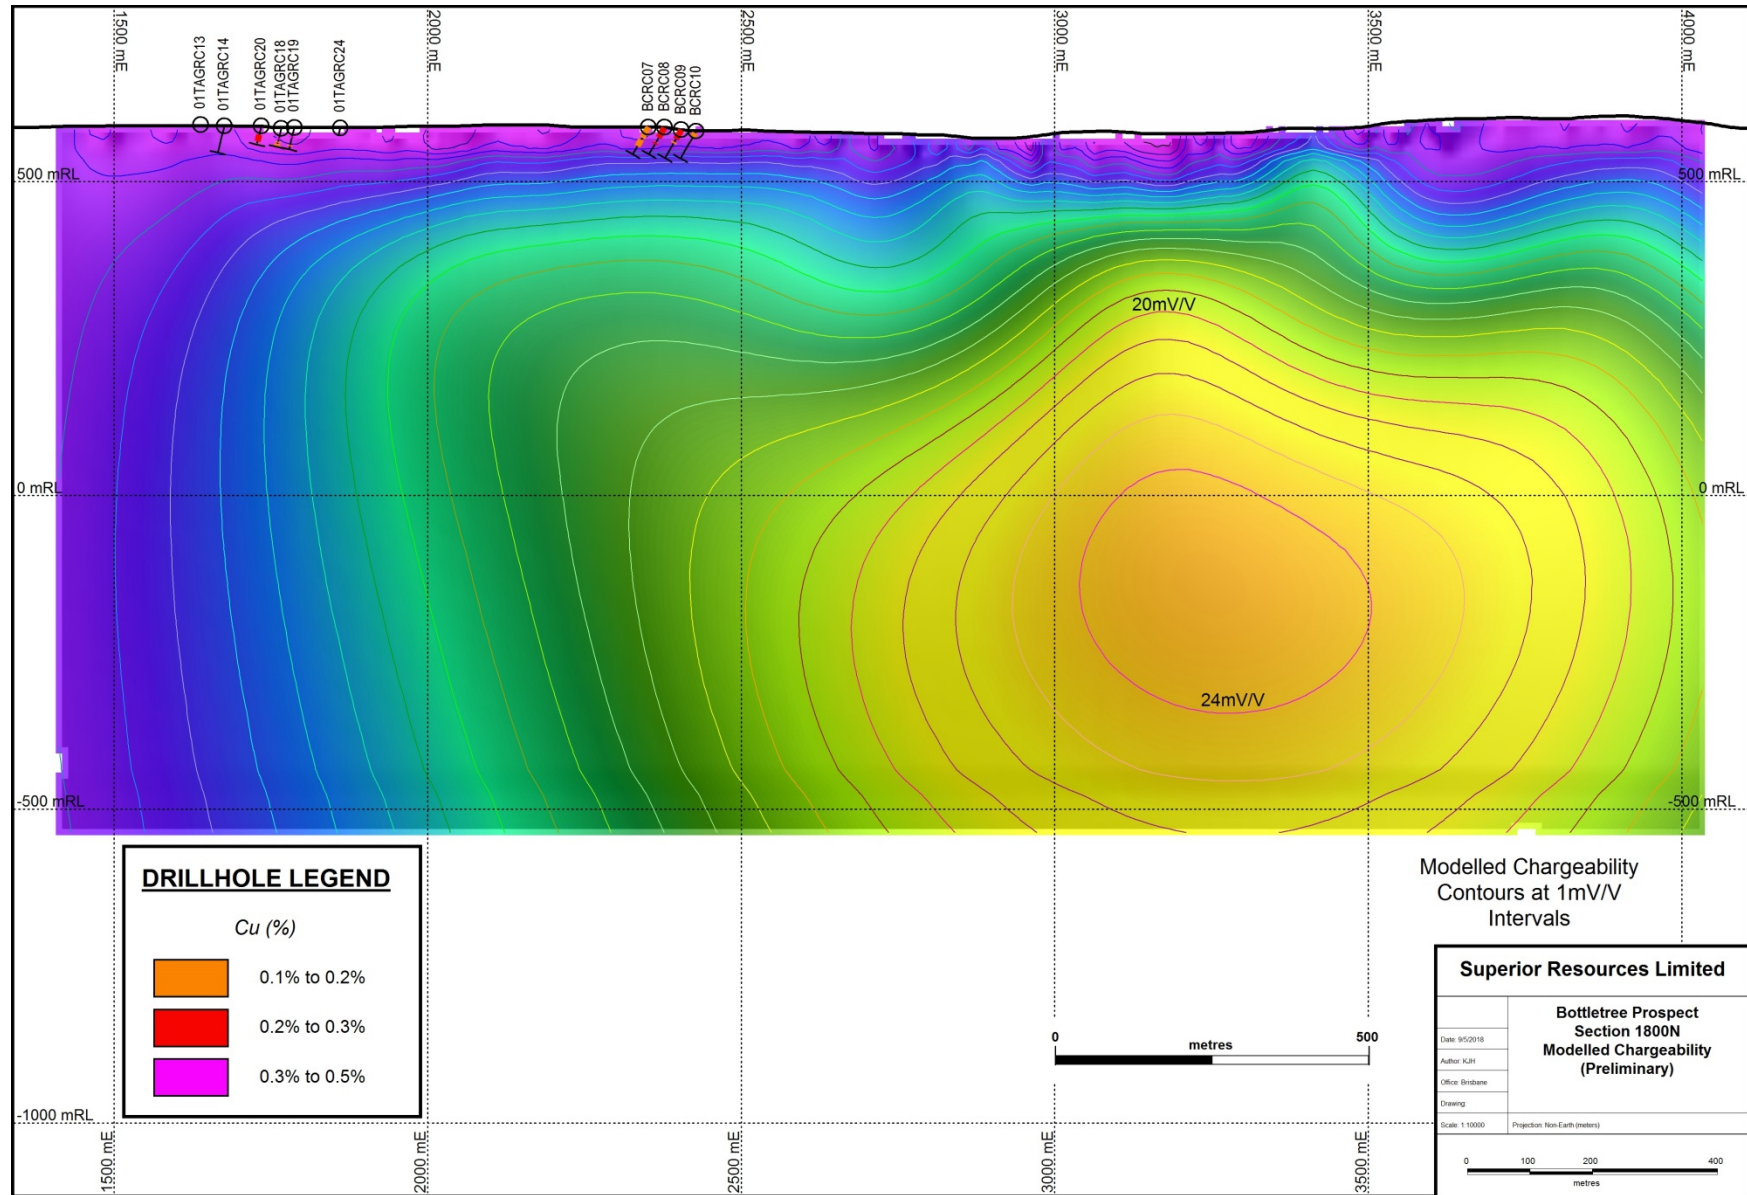 1500 mE
2000 mE
2500 mE
3000 mE
3500 mE
4000 mE
01TAGRC13
01TAGRC14
01TAGRC20
01TAGRC18
01TAGRC19
01TAGRC24
BCRC07
BCRC08
BCRC09
BCRC10
500 mRL
500 mRL
20mV/V
0 mRL
0 mRL
24mV/V
-500 mRL
-500 mRL
DRILLHOLE LEGEND
Cu (%)
0.1% to 0.2%
0.2% to 0.3%
0.3% to 0.5%
Modelled Chargeability
Contours at 1mV/V
Intervals
0 500
metres
Superior Resources Limited
Bottletree Prospect
Section 1800N
Modelled Chargeability
(Preliminary)
Date: 9/5/2018
Author: KJH
Office: Brisbane
Drawing:
Scale: 1:10000
Projection: Non-Earth (meters)
0 100 200 400
metres
-1000 mRL
1500 mE
2000 mE
2500 mE
3000 mE
3500 mE